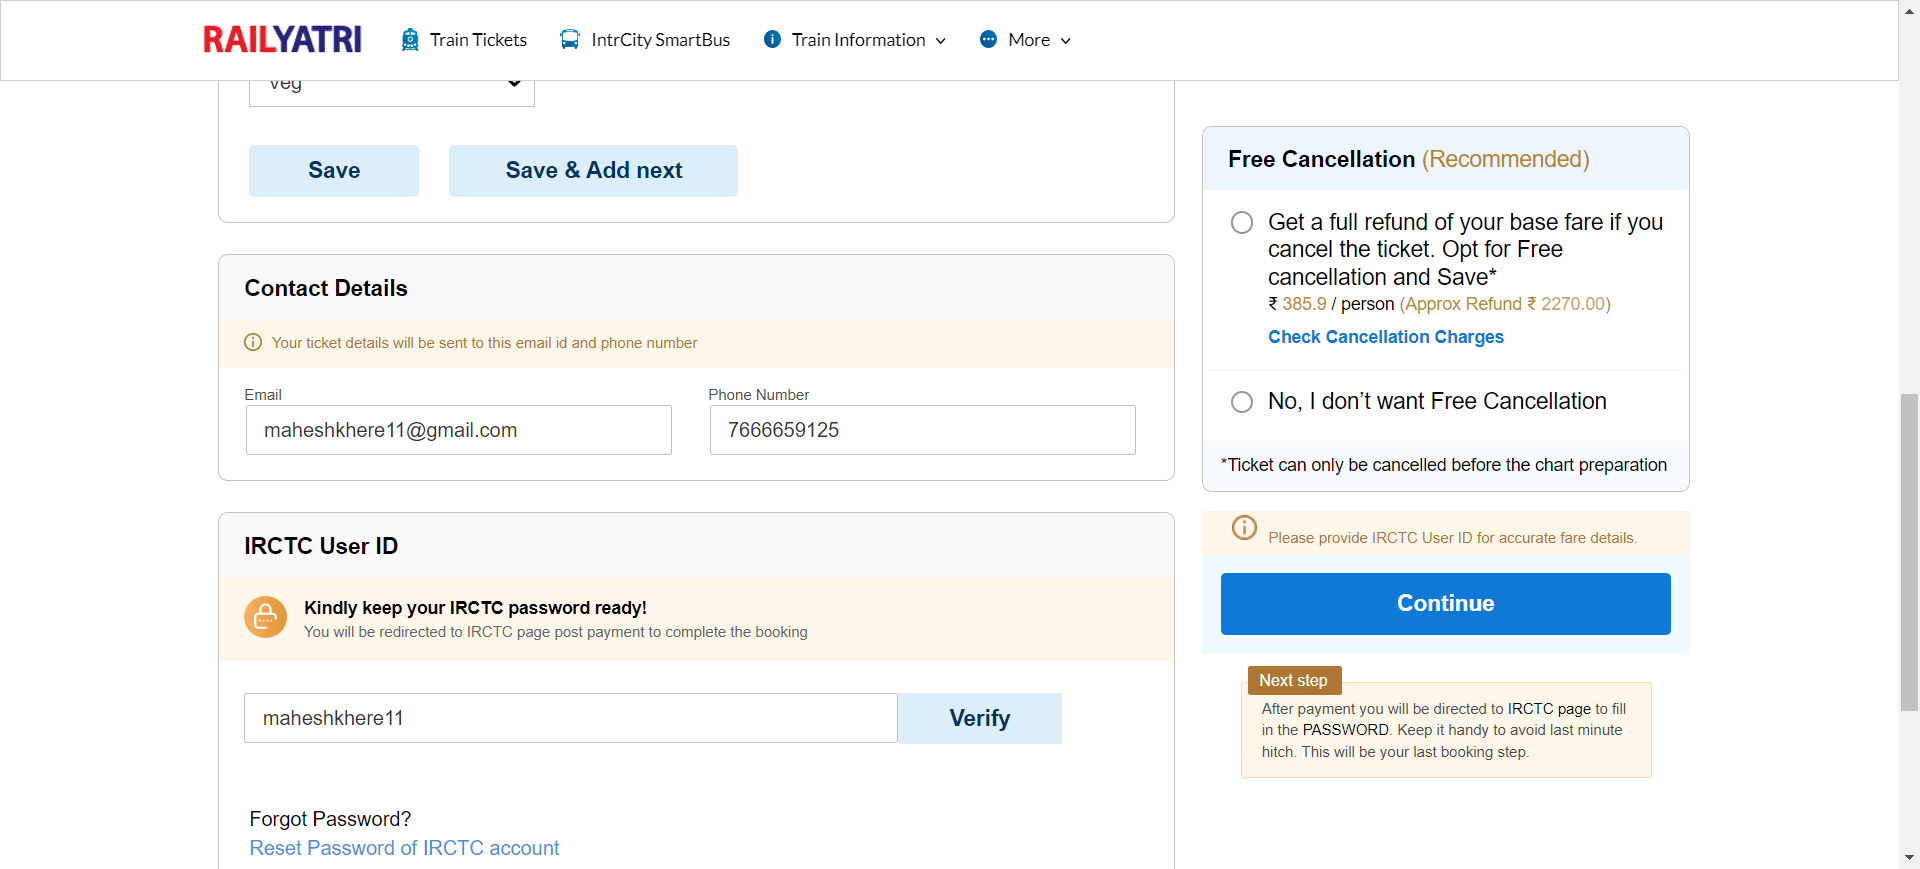 RAILYATRI
Train Tickets
IntrCity SmartBus
Train Information
More
Veg
Save
Save & Add next
Contact Details
Your ticket details will be sent to this email id and phone number
Email
Phone Number
maheshkhere11@gmail.com
7666659125
IRCTC User ID
Kindly keep your IRCTC password ready!
You will be redirected to IRCTC page post payment to complete the booking
maheshkhere11
Verify
Forgot Password?
Reset Password of IRCTC account
Free Cancellation (Recommended)
Get a full refund of your base fare if you
cancel the ticket. Opt for Free
cancellation and Save*
₹ 385.9 / person (Approx Refund ₹ 2270.00)
Check Cancellation Charges
No, I don’t want Free Cancellation
*Ticket can only be cancelled before the chart preparation
Please provide IRCTC User ID for accurate fare details.
Continue
Next step
After payment you will be directed to IRCTC page to fill
in the PASSWORD. Keep it handy to avoid last minute
hitch. This will be your last booking step.